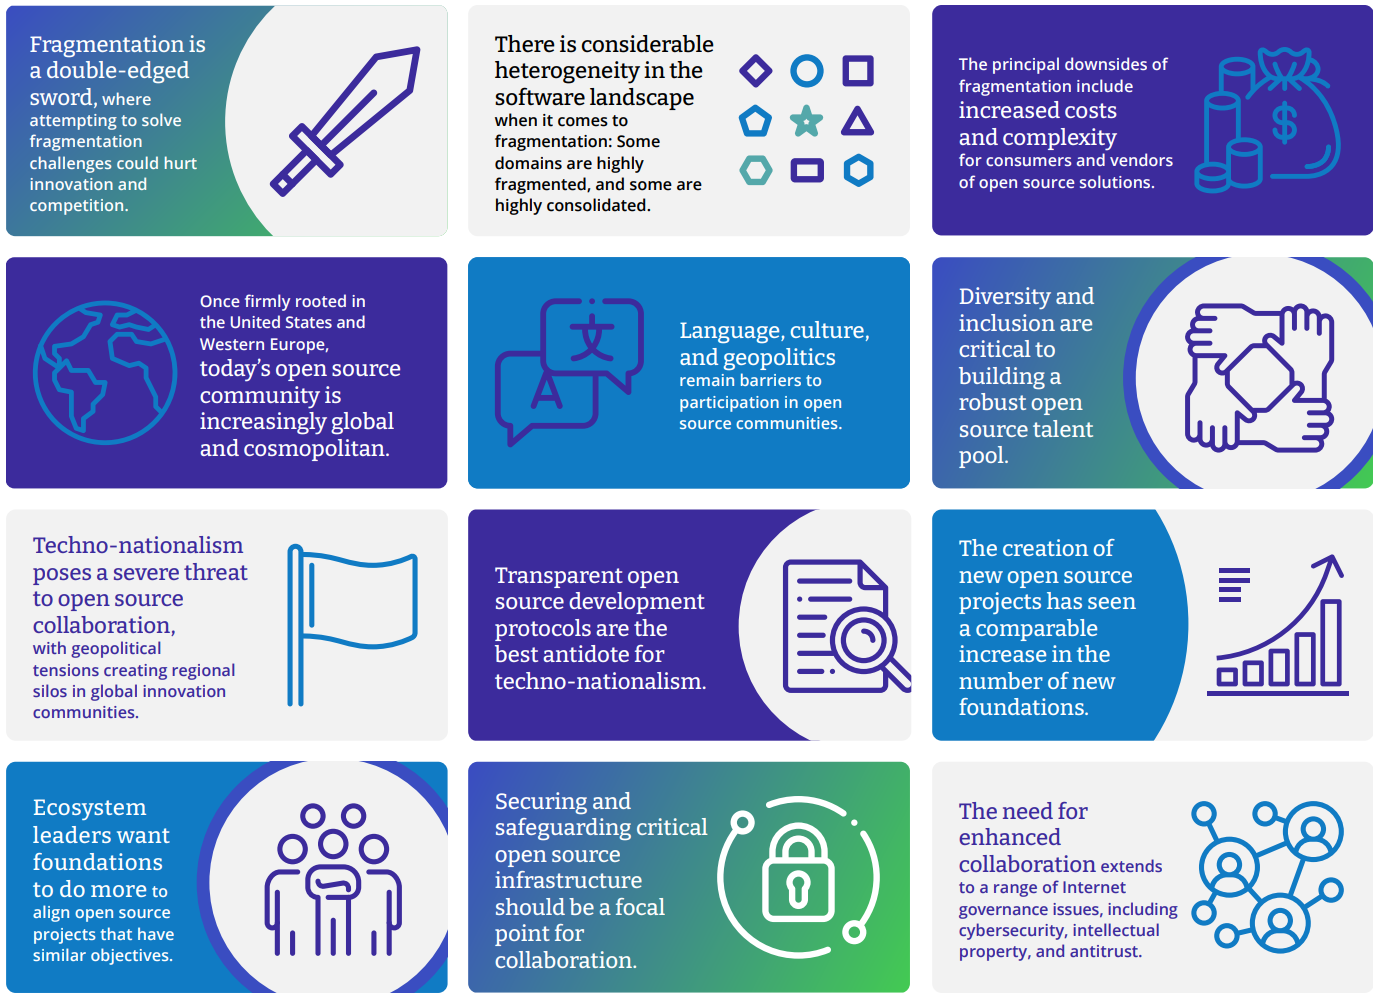 Fragmentation is
a double-edged
sword, where
attempting to solve
fragmentation
challenges could hurt
innovation and
competition.
There is considerable
heterogeneity in the
software landscape
when it comes to
fragmentation: Some
domains are highly
fragmented, and some are
highly consolidated.
The principal downsides of
fragmentation include
increased costs
and complexity
for consumers and vendors
of open source solutions.
$
Once firmly rooted in
the United States and
Western Europe,
today’s open source
community is
increasingly global
and cosmopolitan.
文
A
Language, culture,
and geopolitics
remain barriers to
participation in open
source communities.
Diversity and
inclusion are
critical to
building a
robust open
source talent
pool.
Techno-nationalism
poses a severe threat
to open source
collaboration,
with geopolitical
tensions creating regional
silos in global innovation
communities.
Transparent open
source development
protocols are the
best antidote for
techno-nationalism.
The creation of
new open source
projects has seen
a comparable
increase in the
number of new
foundations.
Ecosystem
leaders want
foundations
to do more to
align open source
projects that have
similar objectives.
Securing and
safeguarding critical
open source
infrastructure
should be a focal
point for
collaboration.
The need for
enhanced
collaboration extends
to a range of Internet
governance issues, including
cybersecurity, intellectual
property, and antitrust.